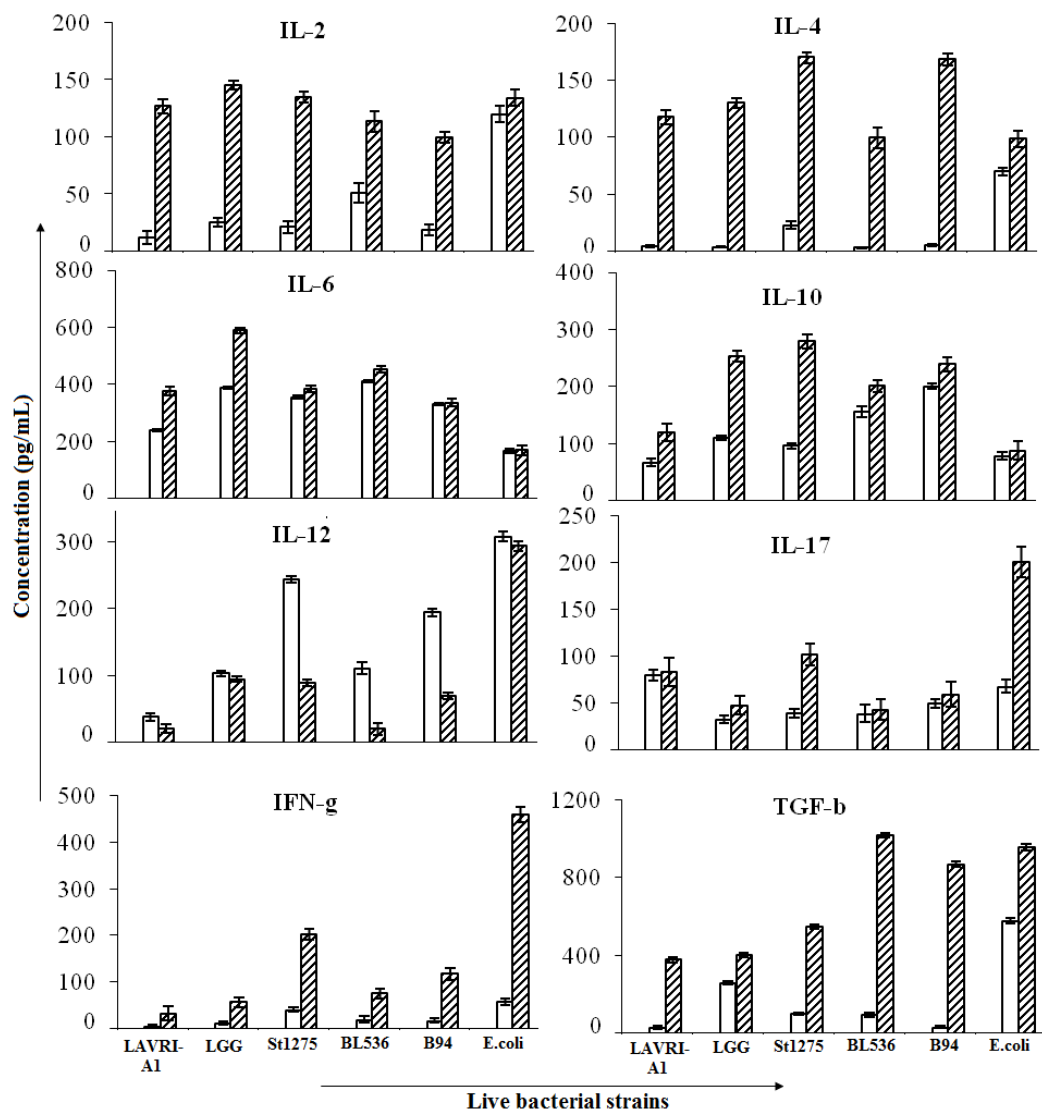 IL-2
200
150
100
50
0
IL-4
200
150
100
50
0
IL-6
800
600
400
200
0
IL-10
400
300
200
100
0
IL-12
300
200
100
0
IL-17
250
200
150
100
50
0
IFN-g
500
400
300
200
100
0
TGF-b
1200
800
400
0
Concentration (pg/mL)
LAVRI-
A1
LGG
St1275
BL536
B94
E.coli
LAVRI-
A1
LGG
St1275
BL536
B94
E.coli
Live bacterial strains